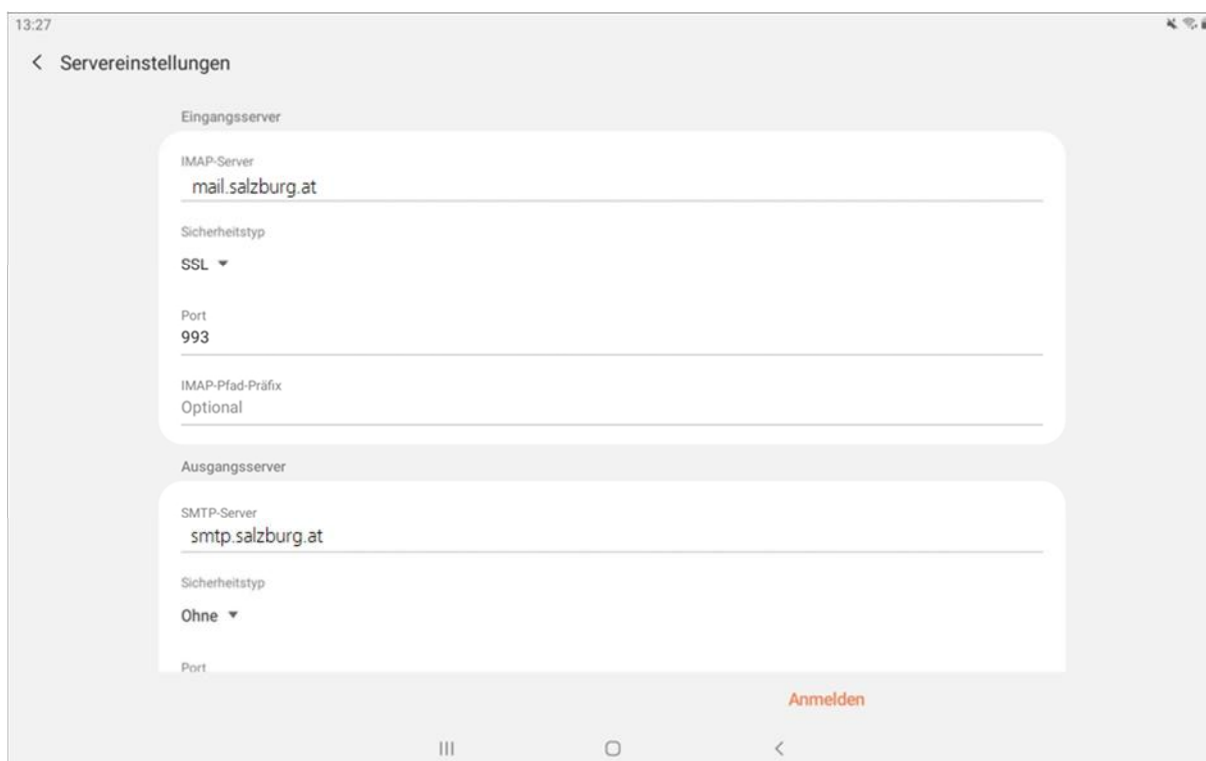 13:27
Servereinstellungen
Eingangsserver
IMAP-Server
mail.salzburg.at
Sicherheitstyp
SSL
Port
993
IMAP-Pfad-Präfix
Optional
Ausgangsserver
SMTP-Server
smtp.salzburg.at
Sicherheitstyp
Ohne
Port
Anmelden